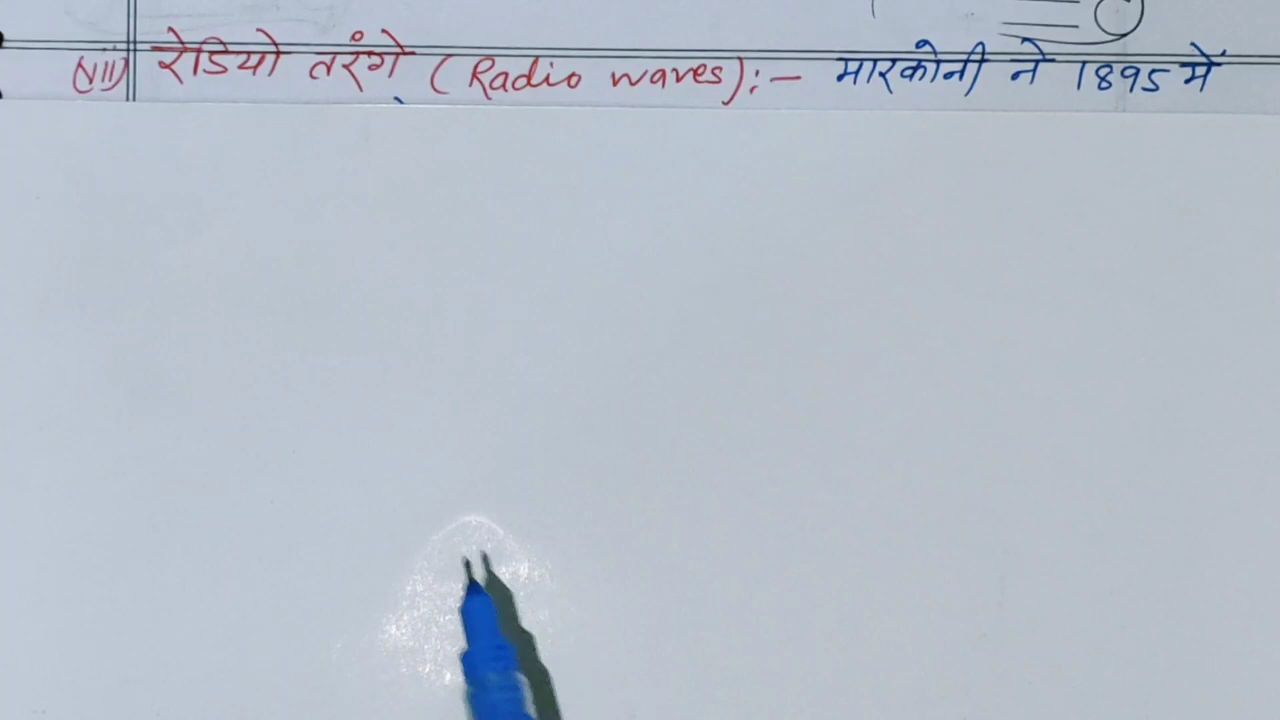 (VII) रेडियो तरंगे (Radio waves):- मारकोनी ने 1895 में